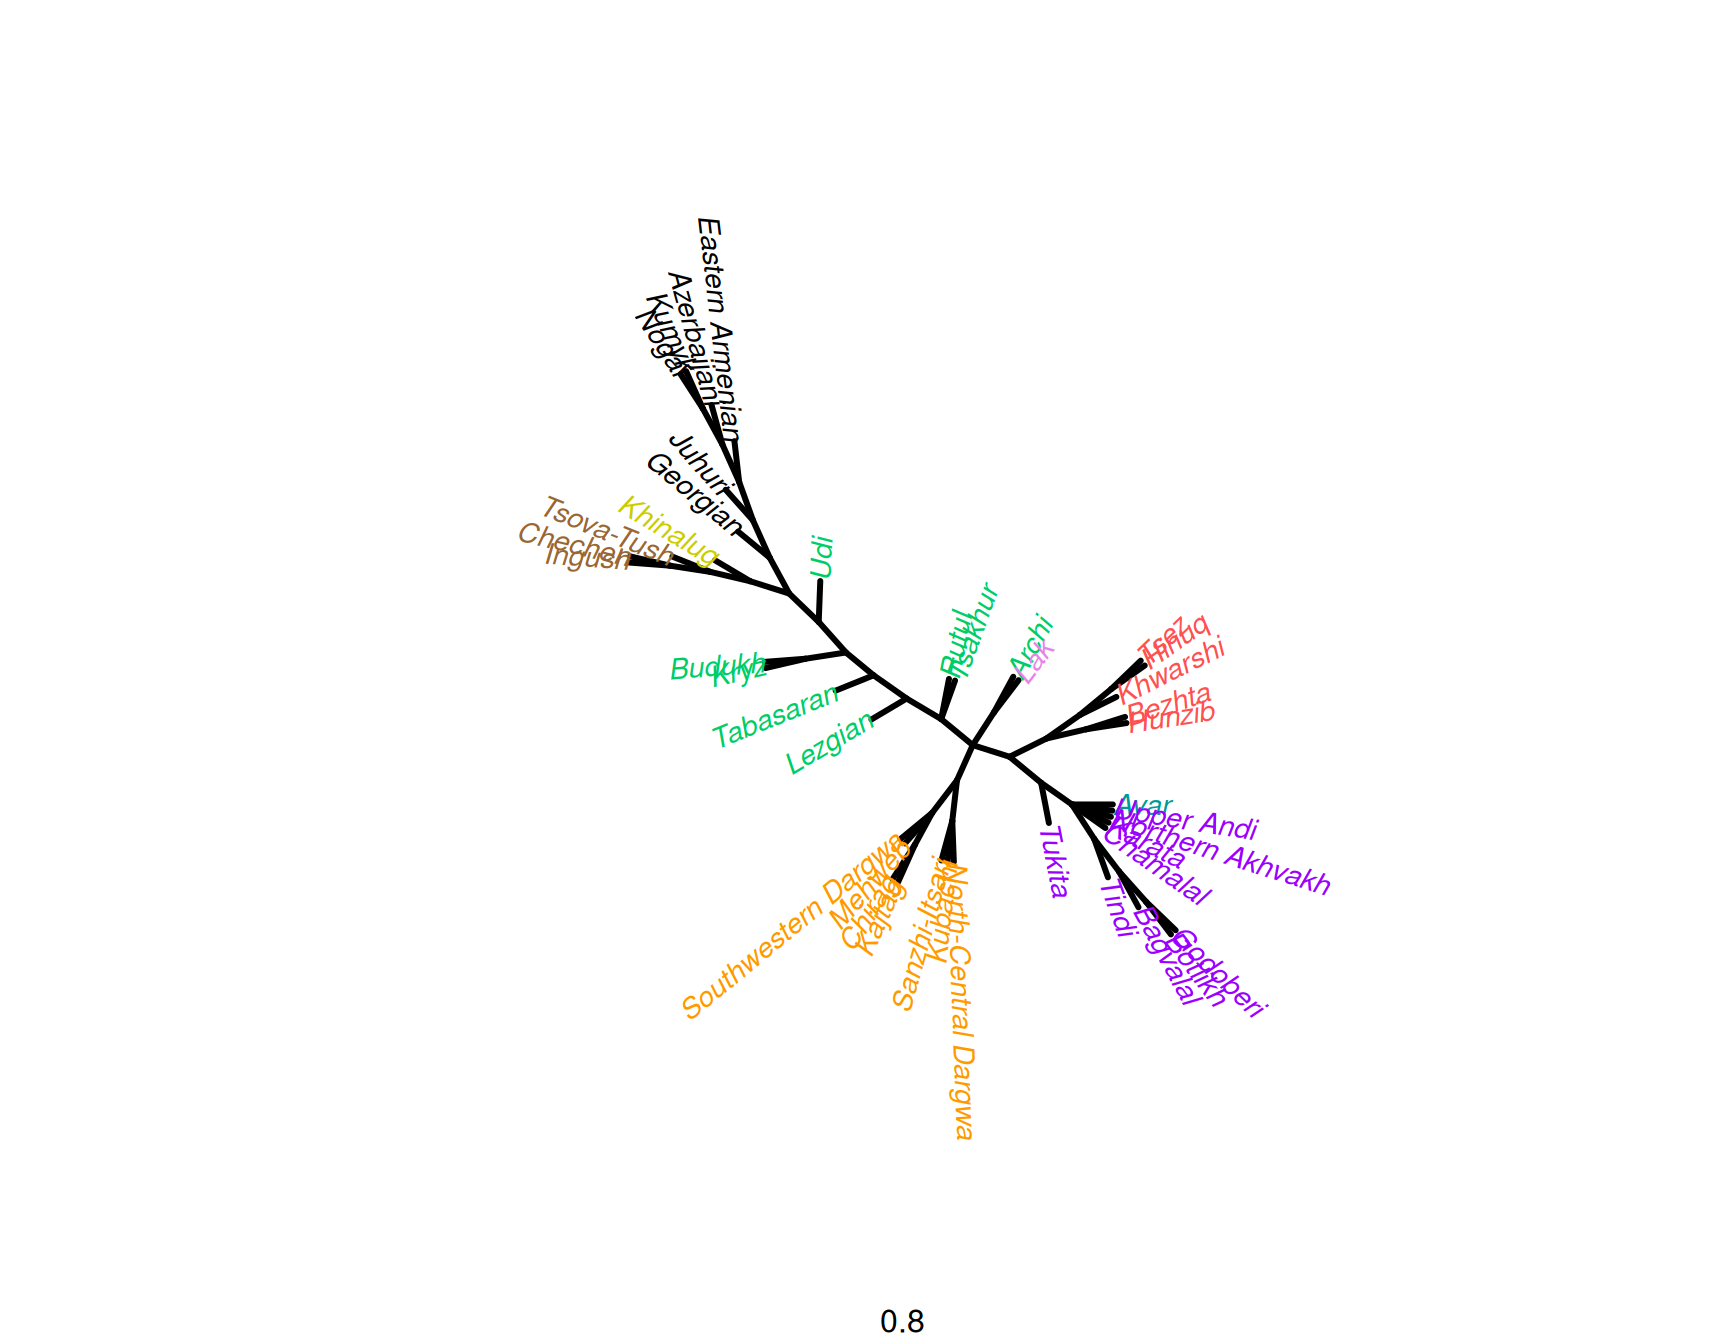 Eastern Armenian
Azerbaijani
Kumyk
Nogai
Juhuri
Georgian
Khinalug
Tsova-Tush
Chechen
Ingush
Udi
Budukh
Kryz
Tabasaran
Lezgian
Rutul
Tsakhur
Archi
Lak
Tsez
Hinuq
Khwarshi
Bezhta
Hunzib
Avar
Upper Andi
Northern Akhvakh
Karata
Chamalal
Tukita
Tindi
Bagvalal
Botlikh
Godoberi
Southwestern Dargwa
Mehweb
Chirag
Kajtag
Sanzhi-Itsari
Kubachi
North-Central Dargwa
0.8